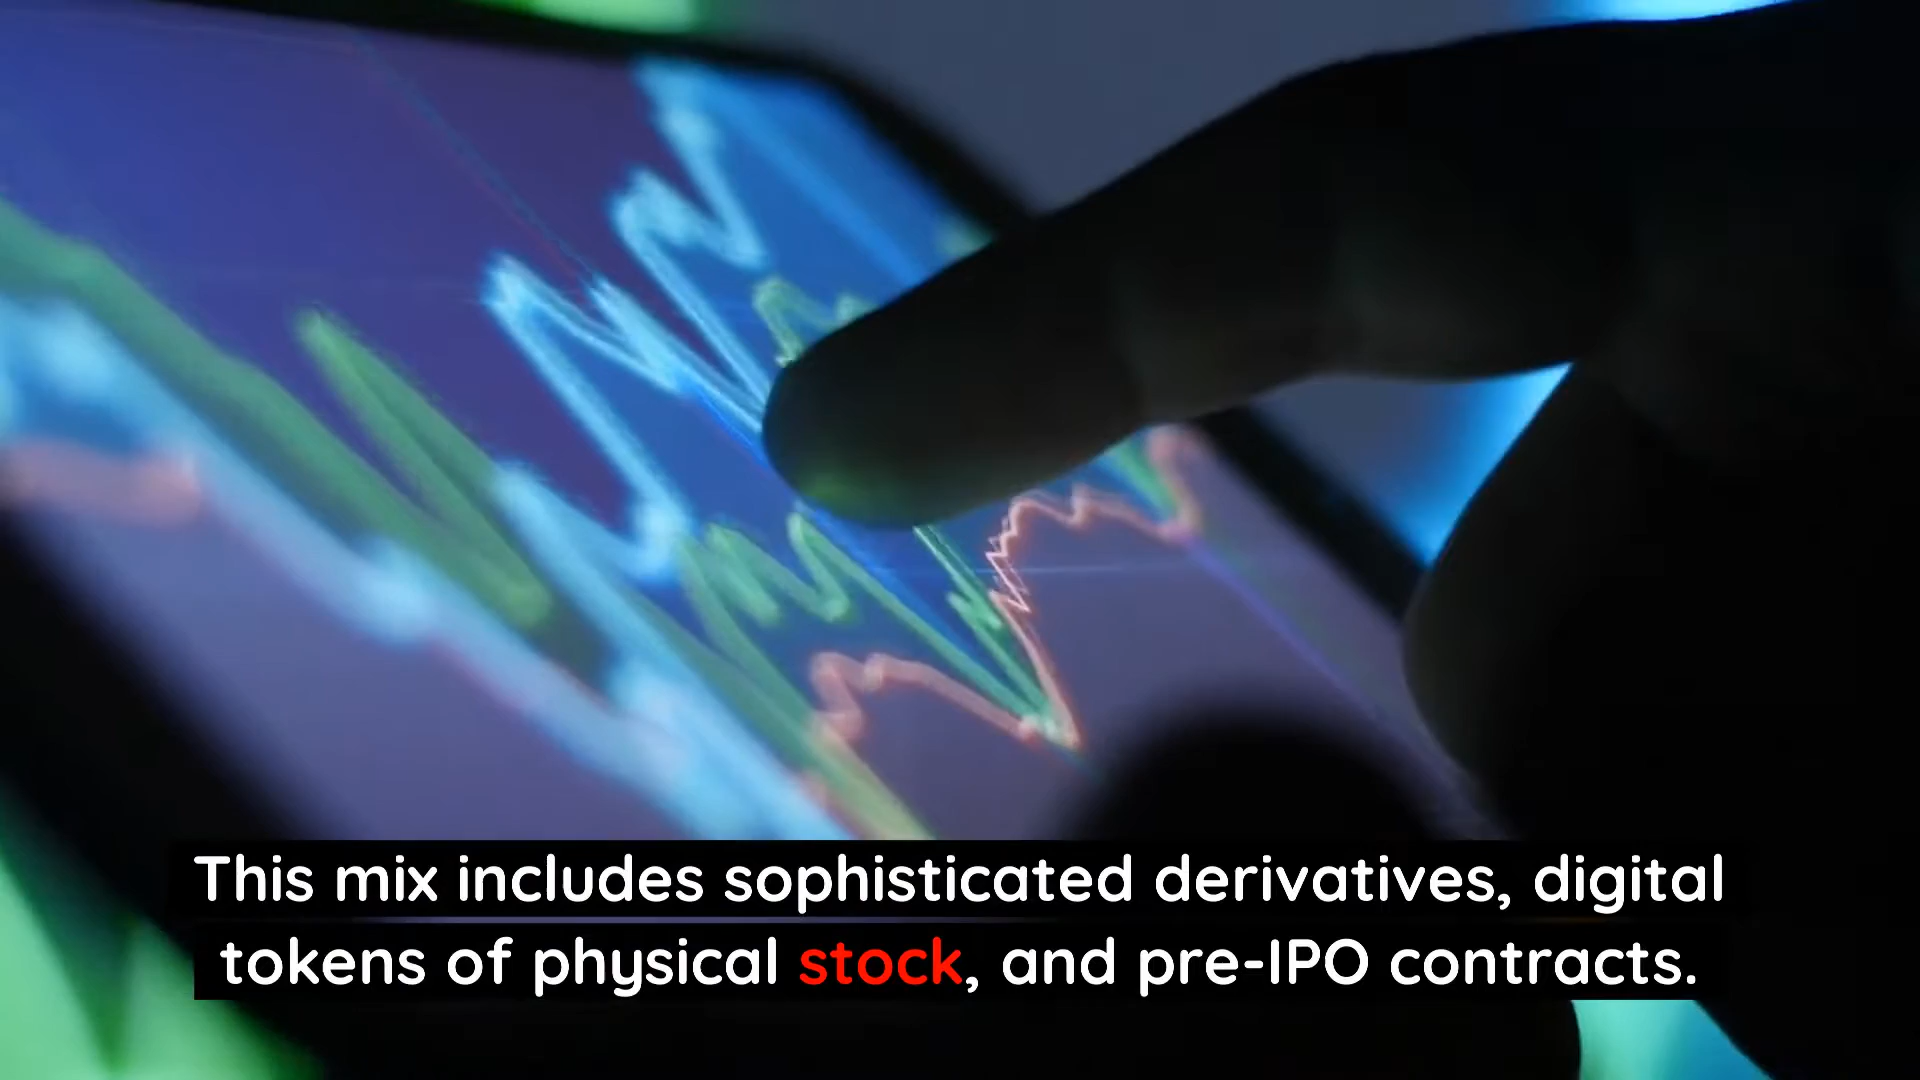 This mix includes sophisticated derivatives, digital
tokens of physical stock, and pre-IPO contracts.